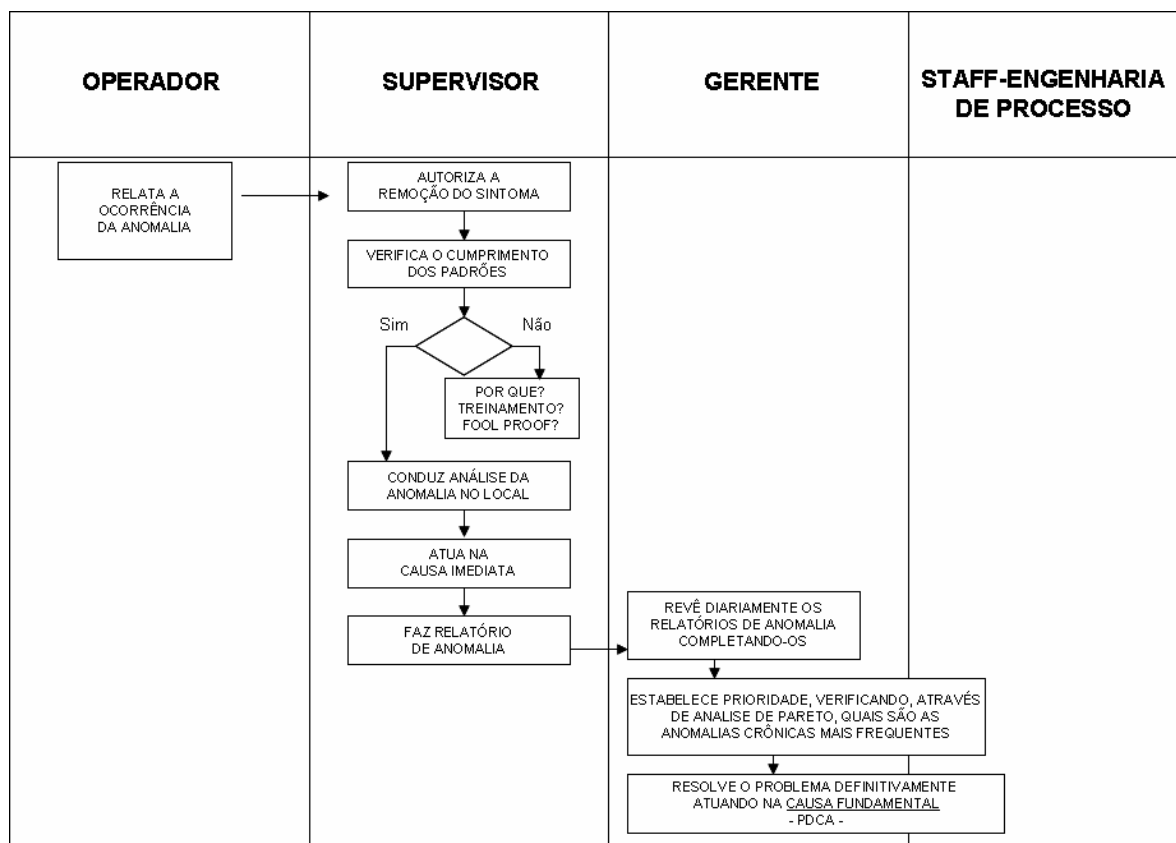 OPERADOR
SUPERVISOR
GERENTE
STAFF-ENGENHARIA
DE PROCESSO
RELATA A
OCORRÊNCIA
DA ANOMALIA
AUTORIZA A
REMOÇÃO DO SINTOMA
VERIFICA O CUMPRIMENTO
DOS PADRÕES
Sim
Não
POR QUE?
TREINAMENTO?
FOOL PROOF?
CONDUZ ANÁLISE DA
ANOMALIA NO LOCAL
ATUA NA
CAUSA IMEDIATA
FAZ RELATÓRIO
DE ANOMALIA
REVÊ DIARIAMENTE OS
RELATÓRIOS DE ANOMALIA
COMPLETANDO-OS
ESTABELECE PRIORIDADE, VERIFICANDO, ATRAVÉS
DE ANALISE DE PARETO, QUAIS SÃO AS
ANOMALIAS CRÔNICAS MAIS FREQUENTES
RESOLVE O PROBLEMA DEFINITIVAMENTE
ATUANDO NA CAUSA FUNDAMENTAL
- PDCA -